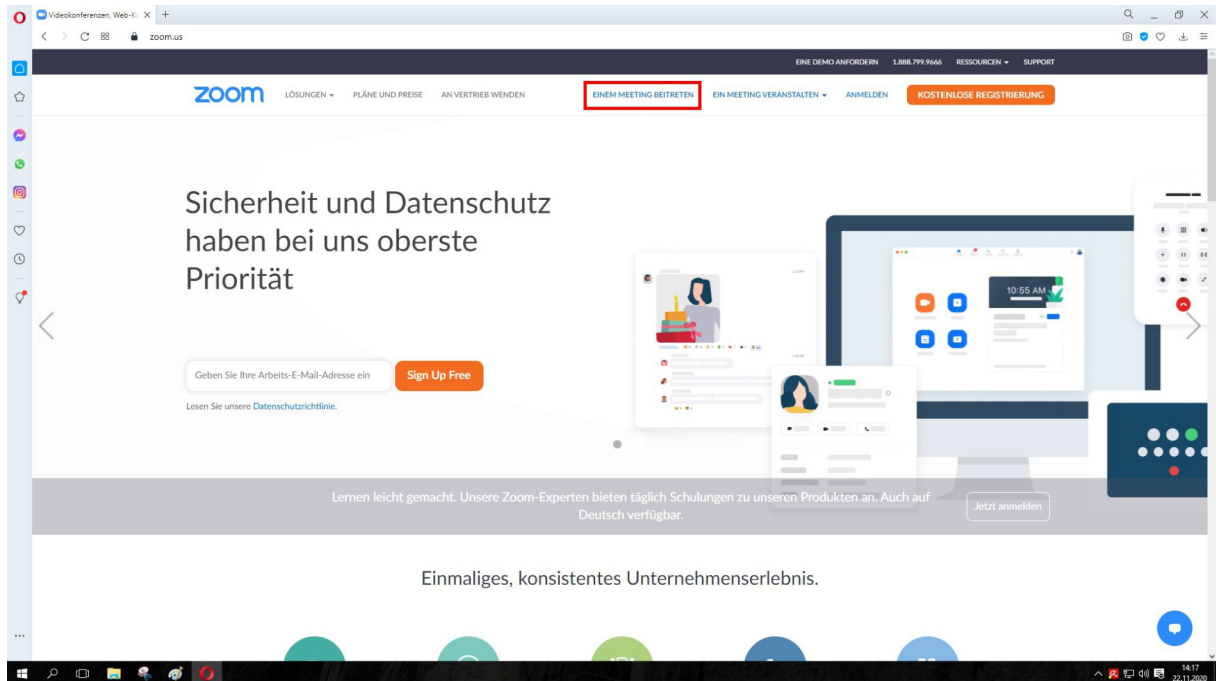 Videokonferenzen, Web-Ko
zoom.us
EINE DEMO ANFORDERN 1.888.799.9666 RESSOURCEN SUPPORT
zoom LÖSUNGEN PLÄNE UND PREISE AN VERTRIEB WENDEN EINEM MEETING BEITRETEN EIN MEETING VERANSTALTEN ANMELDEN KOSTENLOSE REGISTRIERUNG
Sicherheit und Datenschutz
haben bei uns oberste
Priorität
10:55 AM
Geben Sie Ihre Arbeits-E-Mail-Adresse ein Sign Up Free
Lesen Sie unsere Datenschutzrichtlinie.
Lernen leicht gemacht. Unsere Zoom-Experten bieten täglich Schulungen zu unseren Produkten an. Auch auf
Deutsch verfügbar.
Jetzt anmelden
Einmaliges, konsistentes Unternehmenserlebnis.
14:17
22.11.2020